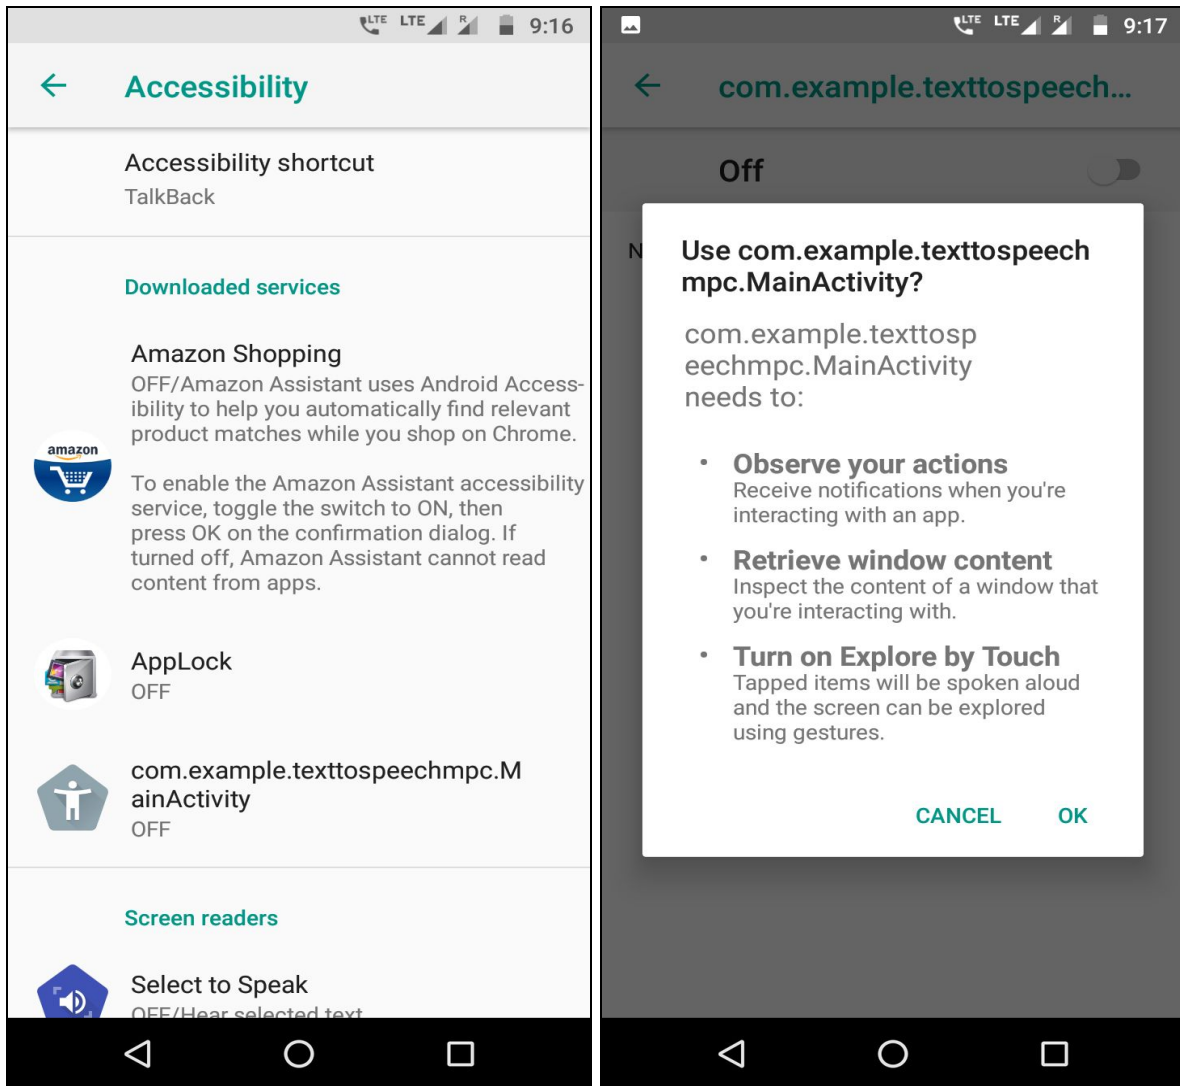 LTE LTE R 9:16
Accessibility
Accessibility shortcut
TalkBack
Downloaded services
Amazon Shopping
OFF/Amazon Assistant uses Android Access-
ibility to help you automatically find relevant
product matches while you shop on Chrome.
To enable the Amazon Assistant accessibility
service, toggle the switch to ON, then
press OK on the confirmation dialog. If
turned off, Amazon Assistant cannot read
content from apps.
amazon
AppLock
OFF
com.example.texttospeechmpc.M
ainActivity
OFF
Screen readers
Select to Speak
OFF/Hear selected text
LTE LTE R 9:17
com.example.texttospeech...
Off
N
Use com.example.texttospeech
mpc.MainActivity?
com.example.texttosp
eechmpc.MainActivity
needs to:
• Observe your actions
Receive notifications when you're
interacting with an app.
• Retrieve window content
Inspect the content of a window that
you're interacting with.
• Turn on Explore by Touch
Tapped items will be spoken aloud
and the screen can be explored
using gestures.
CANCEL OK